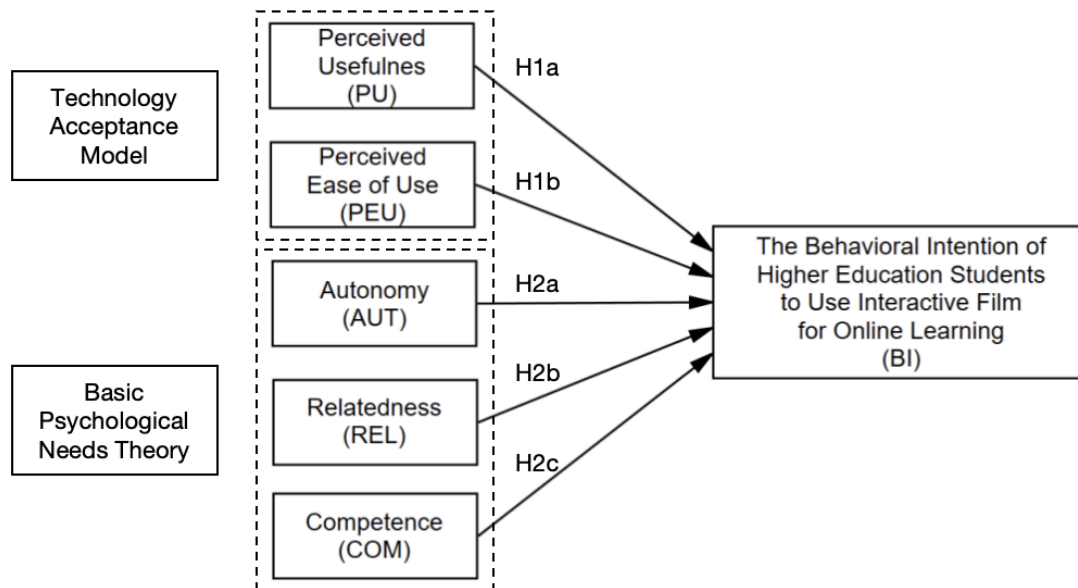 Technology
Acceptance
Model
Perceived
Usefulnes
(PU)
H1a
Perceived
Ease of Use
(PEU)
H1b
Basic
Psychological
Needs Theory
Autonomy
(AUT)
H2a
Relatedness
(REL)
H2b
Competence
(COM)
H2c
The Behavioral Intention of
Higher Education Students
to Use Interactive Film
for Online Learning
(BI)